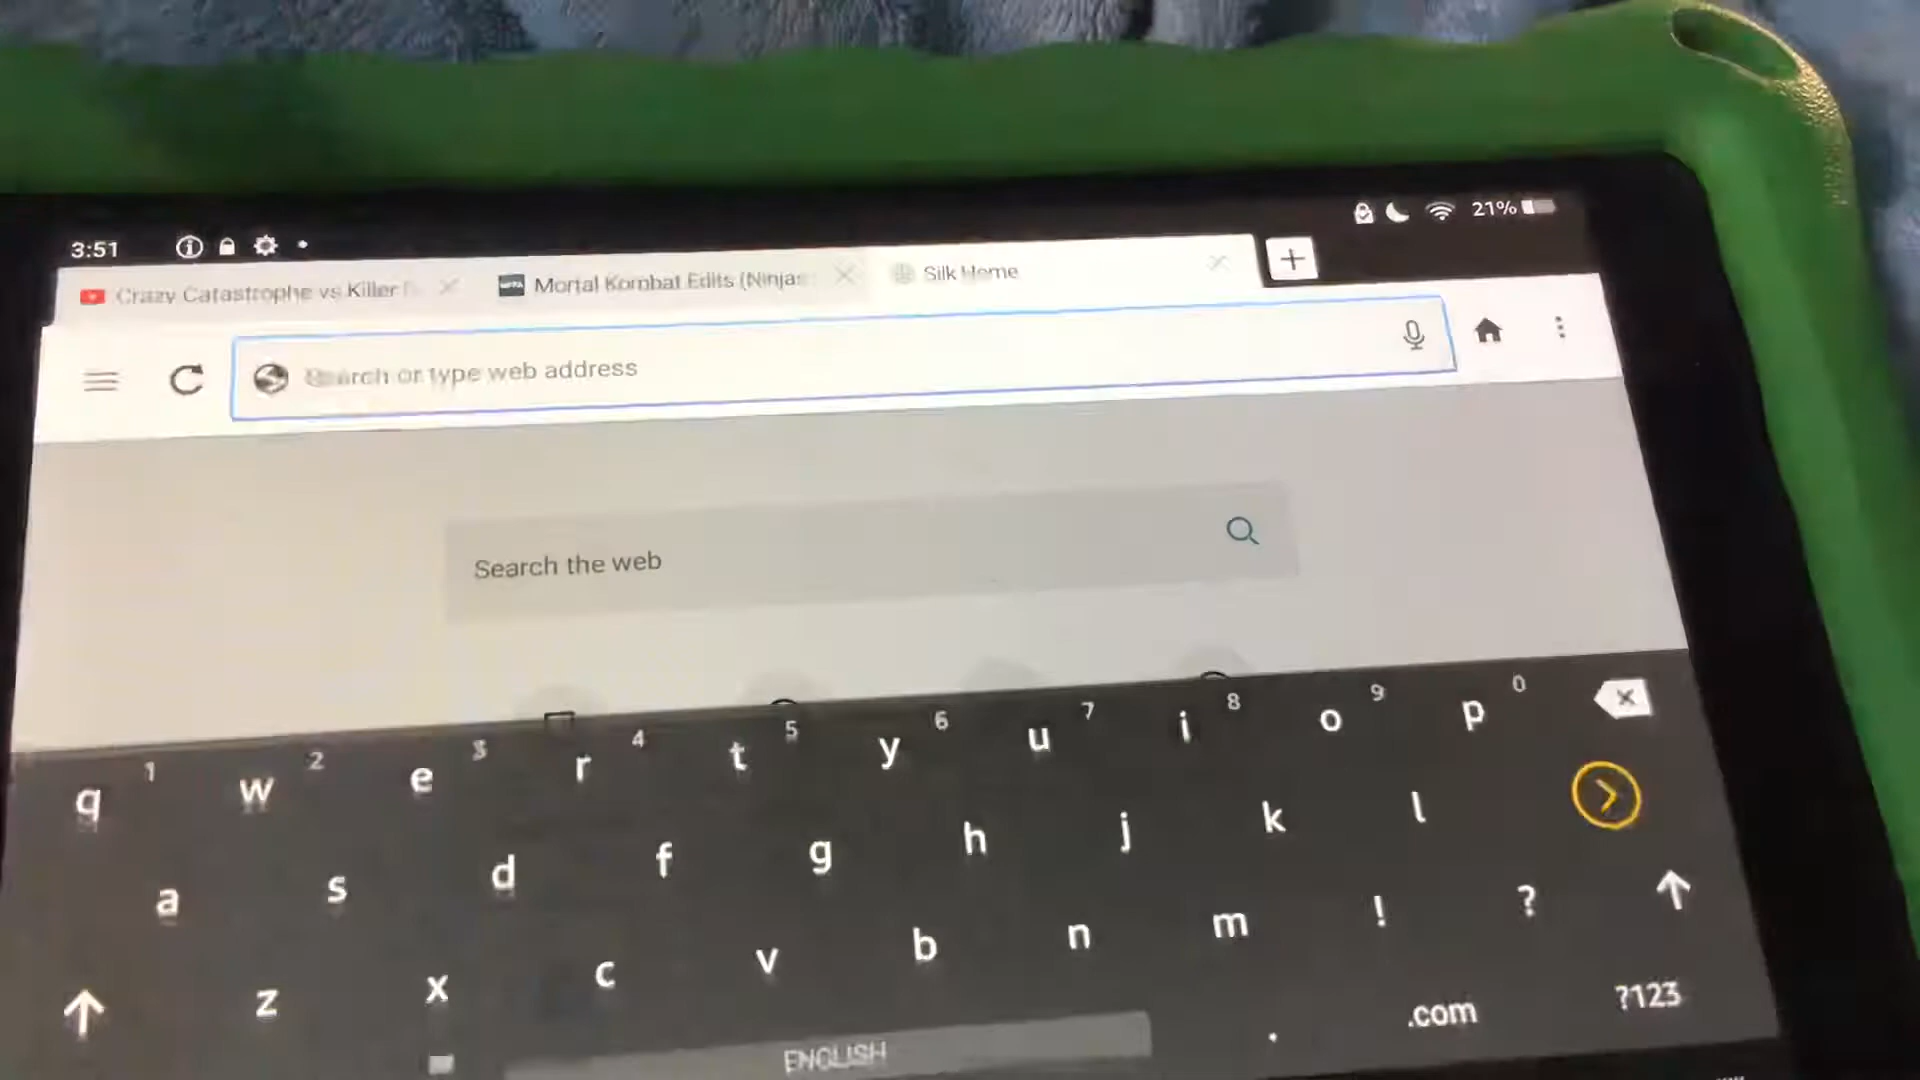 3:51
21%
Crazy Catastrophe vs Killer
Mortal Kombat Edits (Ninjas
Silk Home
Search or type web address
Search the web
1 2 3 4 5 6 7 8 9 0
q w e r t y u i o p
a s d f g h j k l
z x c v b n m ! ?
ENGLISH . .com ?123